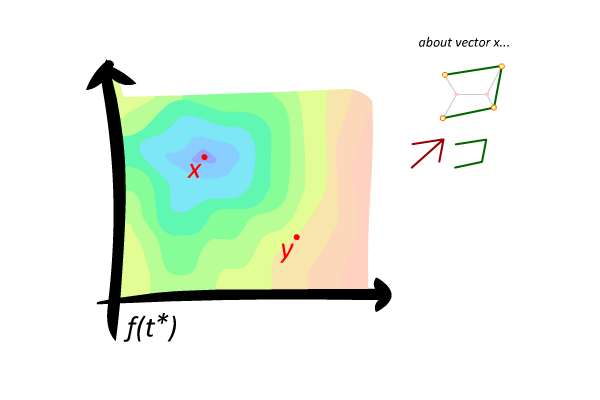 about vector x...
x
y
f(t*)